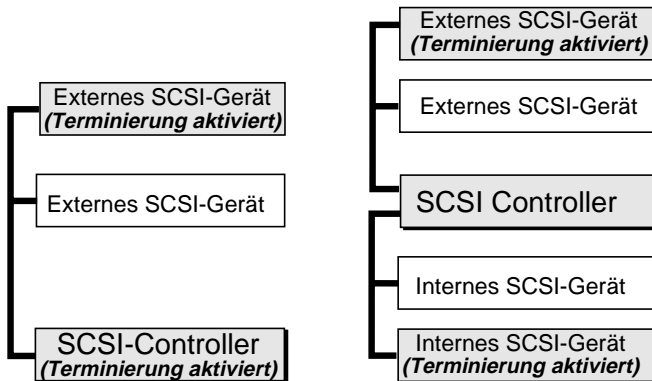 Externes SCSI-Gerät
(Terminierung aktiviert)
Externes SCSI-Gerät
SCSI-Controller
(Terminierung aktiviert)
Externes SCSI-Gerät
(Terminierung aktiviert)
Externes SCSI-Gerät
SCSI Controller
Internes SCSI-Gerät
Internes SCSI-Gerät
(Terminierung aktiviert)